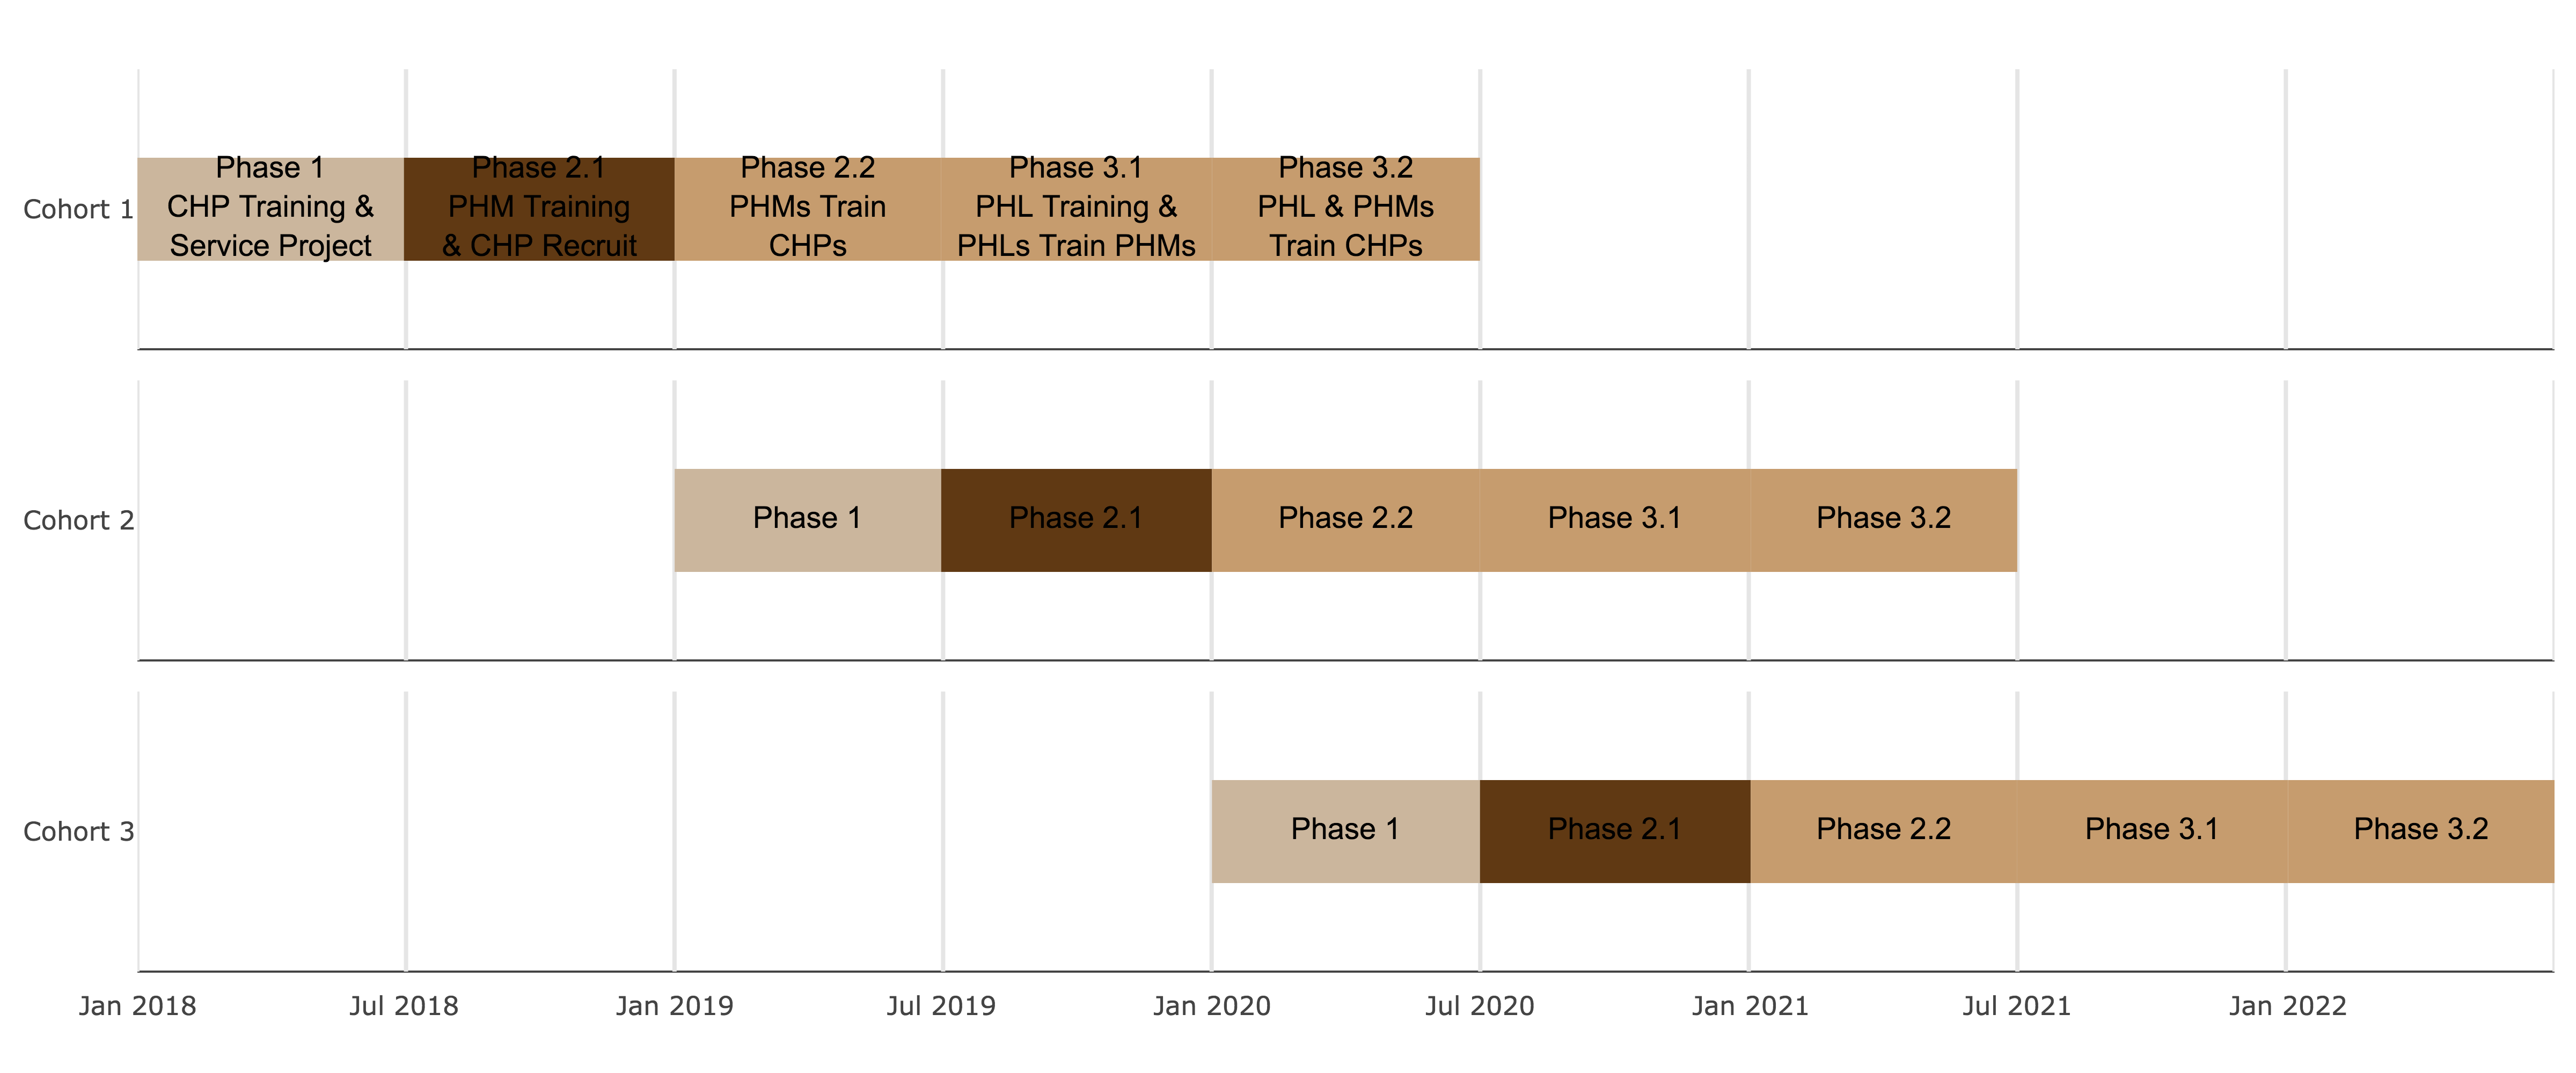 Cohort 1
Phase 1
CHP Training &
Service Project
Phase 2.1
PHM Training
& CHP Recruit
Phase 2.2
PHMs Train
CHPs
Phase 3.1
PHL Training &
PHLs Train PHMs
Phase 3.2
PHL & PHMs
Train CHPs
Cohort 2
Phase 1
Phase 2.1
Phase 2.2
Phase 3.1
Phase 3.2
Cohort 3
Phase 1
Phase 2.1
Phase 2.2
Phase 3.1
Phase 3.2
Jan 2018
Jul 2018
Jan 2019
Jul 2019
Jan 2020
Jul 2020
Jan 2021
Jul 2021
Jan 2022